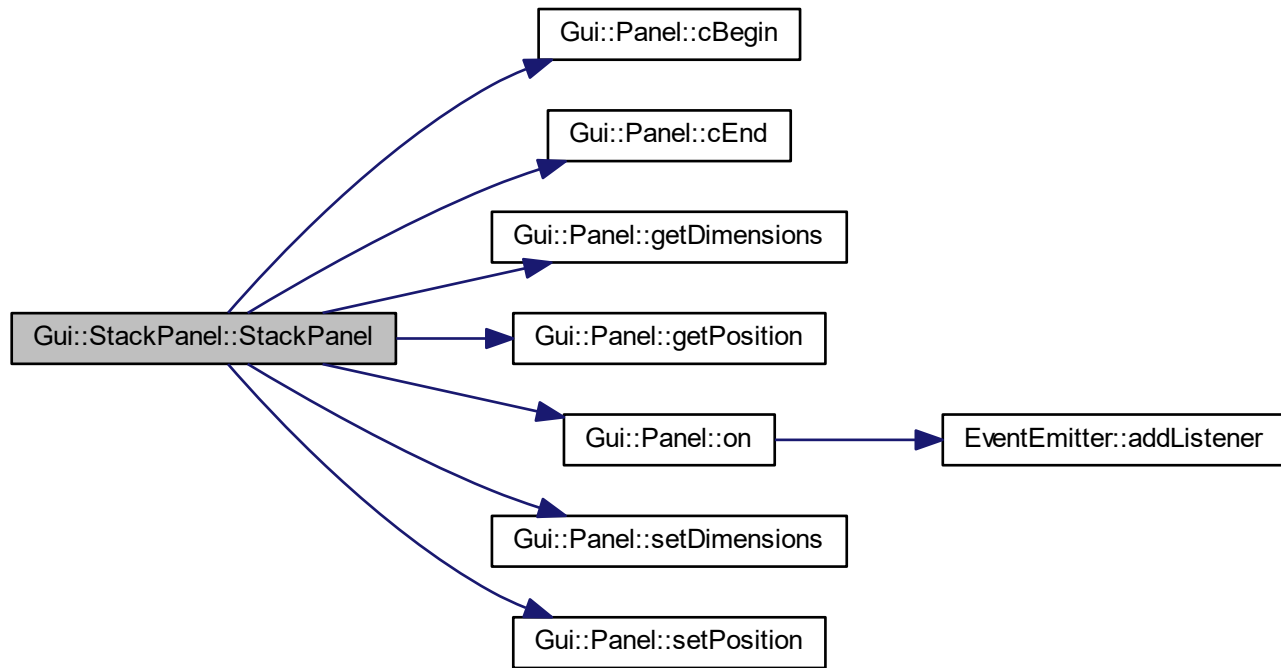 Gui::Panel::cBegin
Gui::Panel::cEnd
Gui::Panel::getDimensions
Gui::StackPanel::StackPanel
Gui::Panel::getPosition
Gui::Panel::on
EventEmitter::addListener
Gui::Panel::setDimensions
Gui::Panel::setPosition